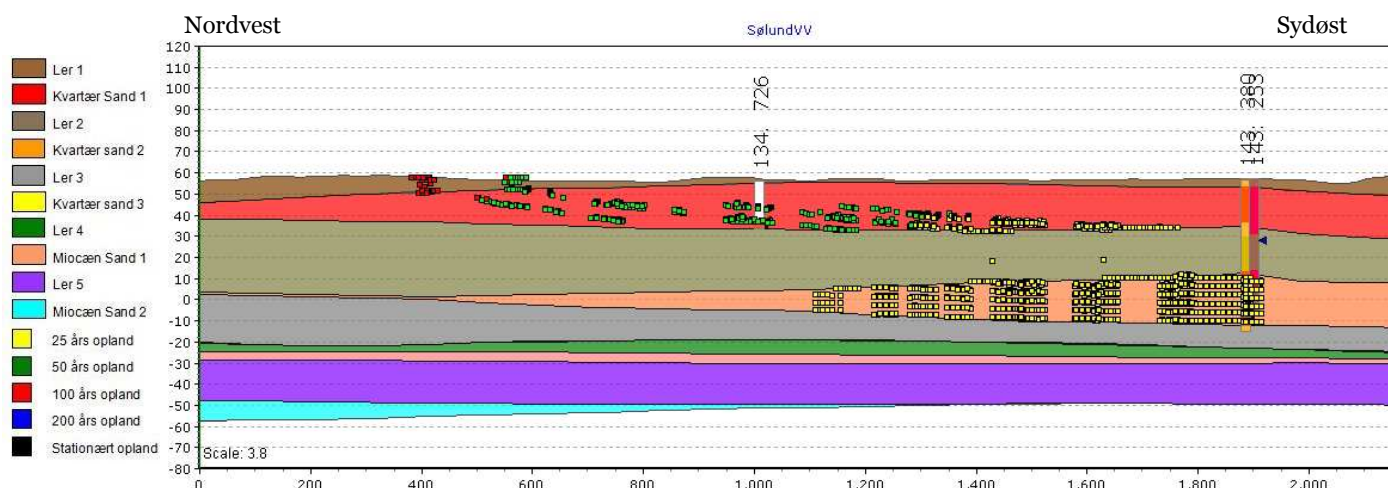 Nordvest
Sydøst
SølundVV
Ler 1
Kvartær Sand 1
Ler 2
Kvartær sand 2
Ler 3
Kvartær sand 3
Ler 4
Miocæn Sand 1
Ler 5
Miocæn Sand 2
25 års opland
50 års opland
100 års opland
200 års opland
Stationært opland
120
110
100
90
80
70
60
50
40
30
20
10
0
-10
-20
-30
-40
-50
-60
-70
-80
134. 726
143.
143.
Scale: 3.8
0
200
400
600
800
1.000
1.200
1.400
1.600
1.800
2.000